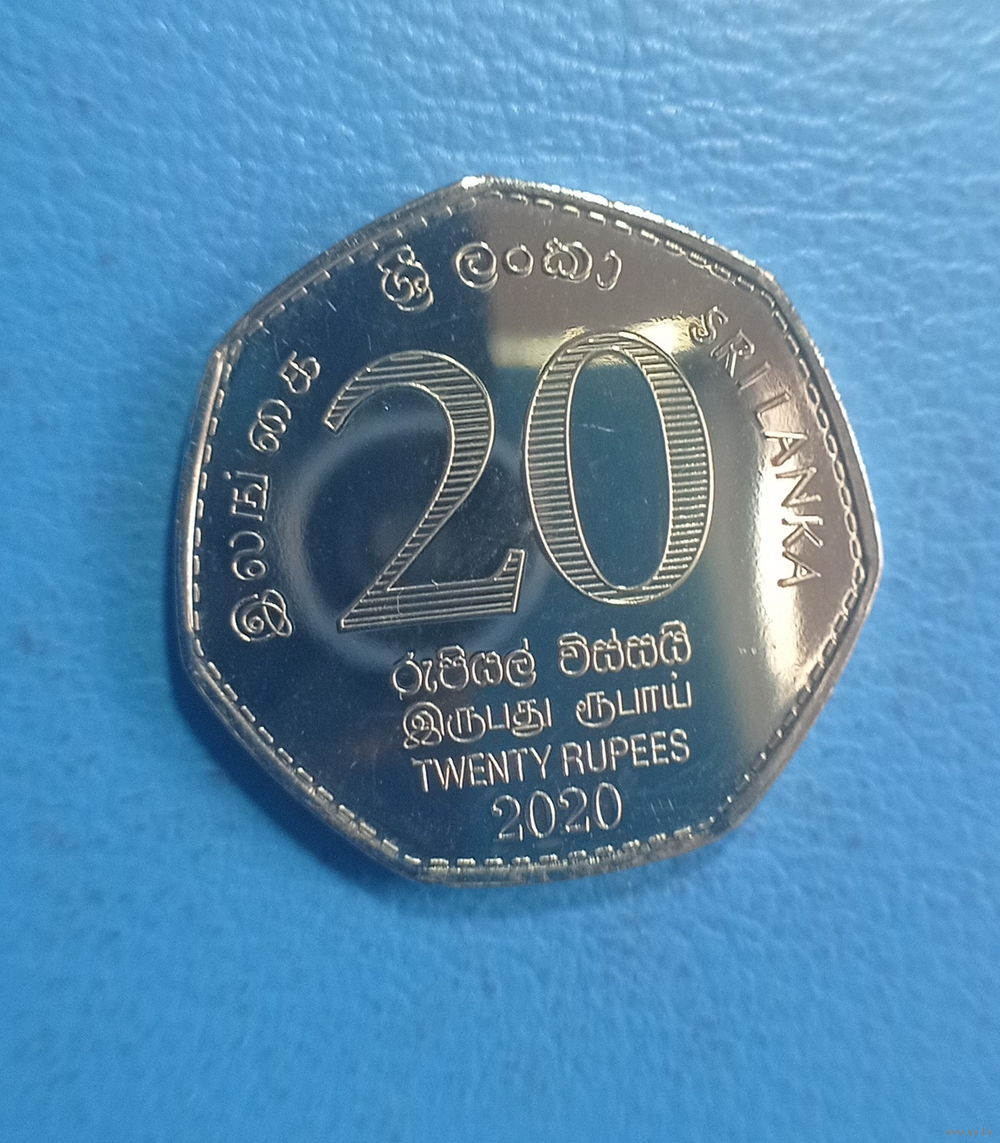 ශ්‍රී ලංකා
இலங்கை
SRI LANKA
20
රුපියල් විස්සයි
இருபது ரூபாய்
TWENTY RUPEES
2020